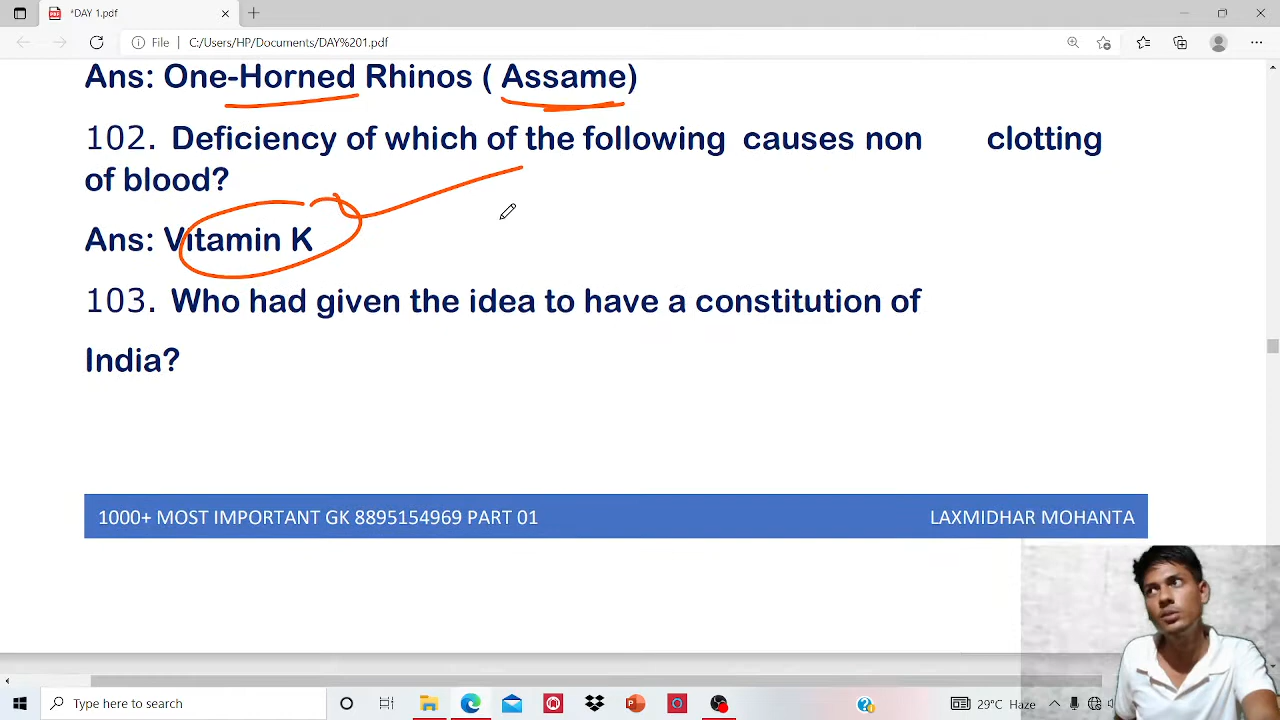 *DAY 1.pdf
File
C:/Users/HP/Documents/DAY%201.pdf
Ans: One-Horned Rhinos ( Assame)
102. Deficiency of which of the following causes non clotting
of blood?
Ans: Vitamin K
103. Who had given the idea to have a constitution of
India?
1000+ MOST IMPORTANT GK 8895154969 PART 01 LAXMIDHAR MOHANTA
Type here to search
29°C Haze